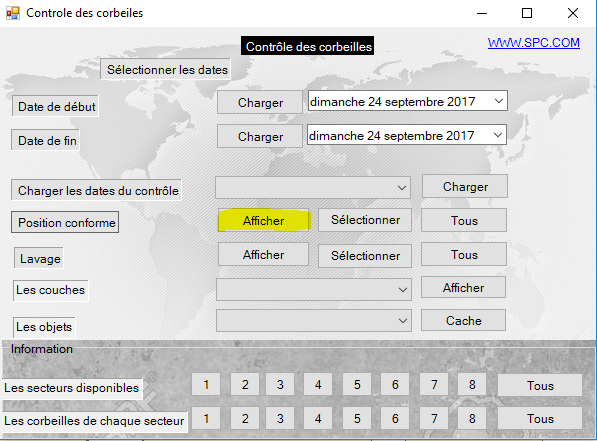 Controle des corbeiles
Contrôle des corbeilles
WWW.SPC.COM
Sélectionner les dates
Date de début Charger dimanche 24 septembre 2017
Date de fin Charger dimanche 24 septembre 2017
Charger les dates du contrôle Charger
Position conforme Afficher Sélectionner Tous
Lavage Afficher Sélectionner Tous
Les couches Afficher
Les objets Cache
Information
Les secteurs disponibles 1 2 3 4 5 6 7 8 Tous
Les corbeilles de chaque secteur 1 2 3 4 5 6 7 8 Tous